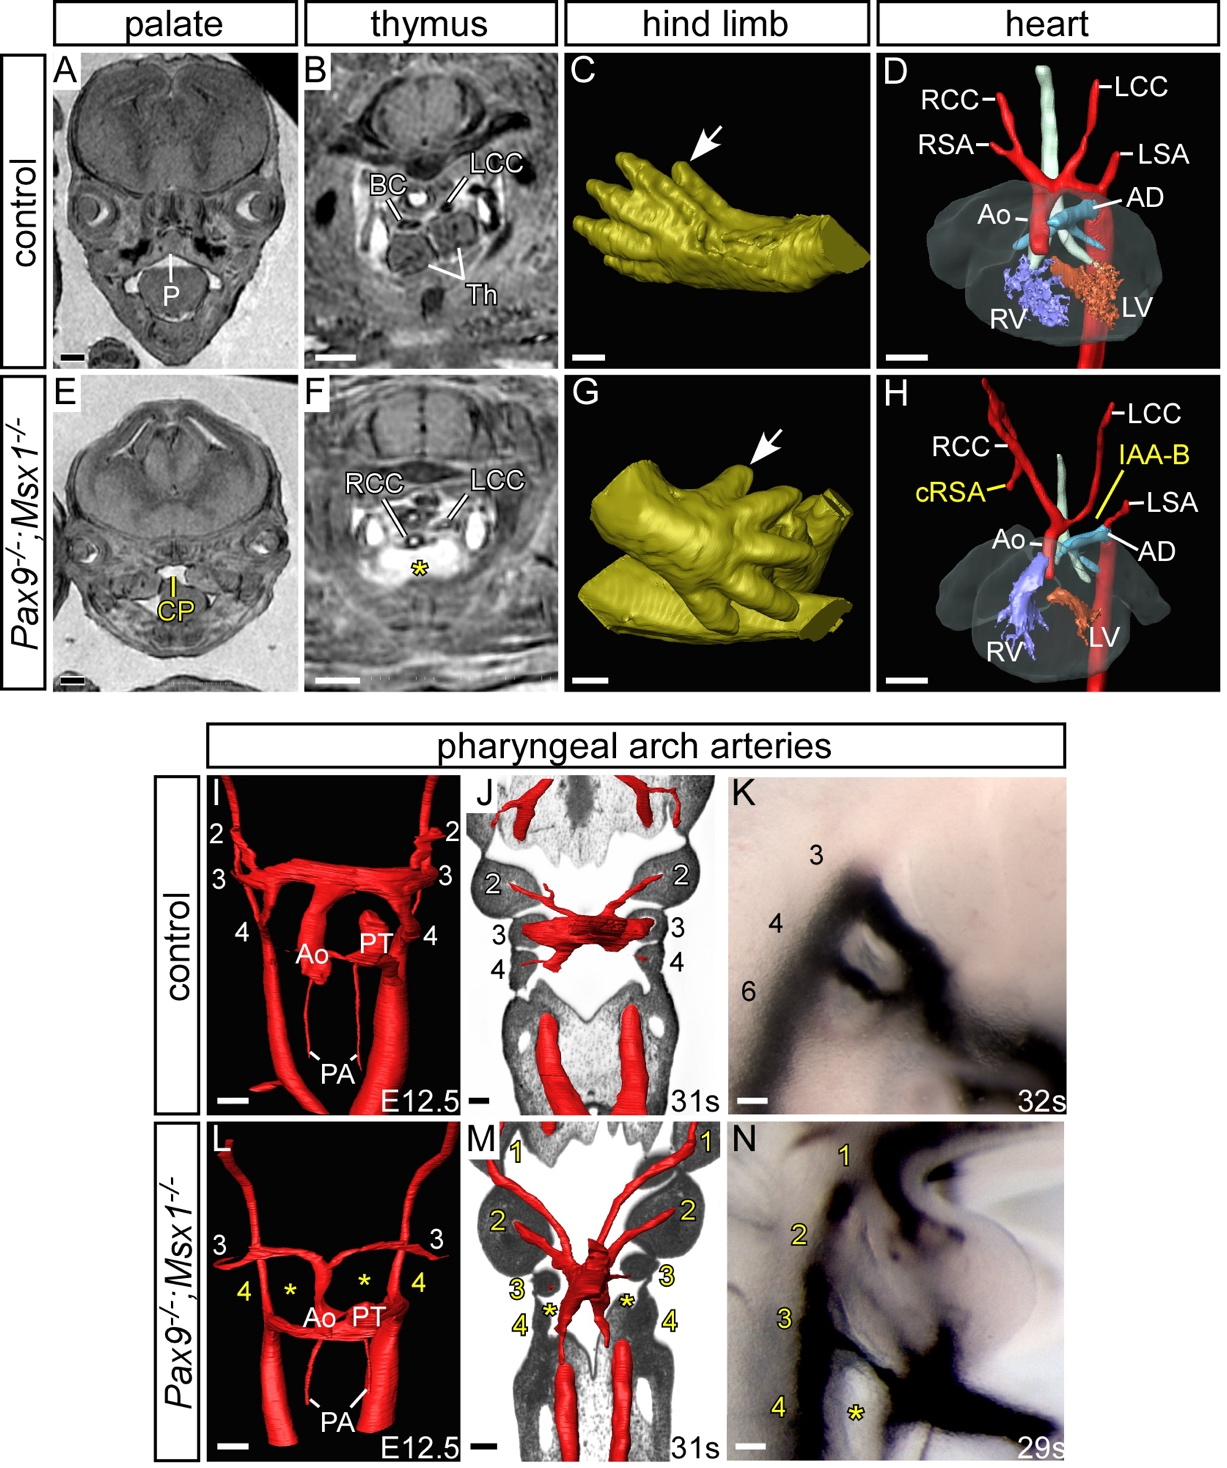 palate
thymus
hind limb
heart
control
A
P
B
BC
LCC
Th
C
D
RCC
LCC
RSA
LSA
AD
Ao
RV
LV
Pax9-/-;Msx1-/-
E
CP
F
RCC
LCC
*
G
H
RCC
LCC
IAA-B
cRSA
LSA
Ao
AD
RV
LV
pharyngeal arch arteries
control
I
2
2
3
3
4
4
Ao
PT
PA
E12.5
J
2
2
3
3
4
4
31s
K
3
4
6
32s
Pax9-/-;Msx1-/-
L
3
3
4
*
*
4
Ao
PT
PA
E12.5
M
1
1
2
2
3
3
*
*
4
4
31s
N
1
2
3
4
*
29s